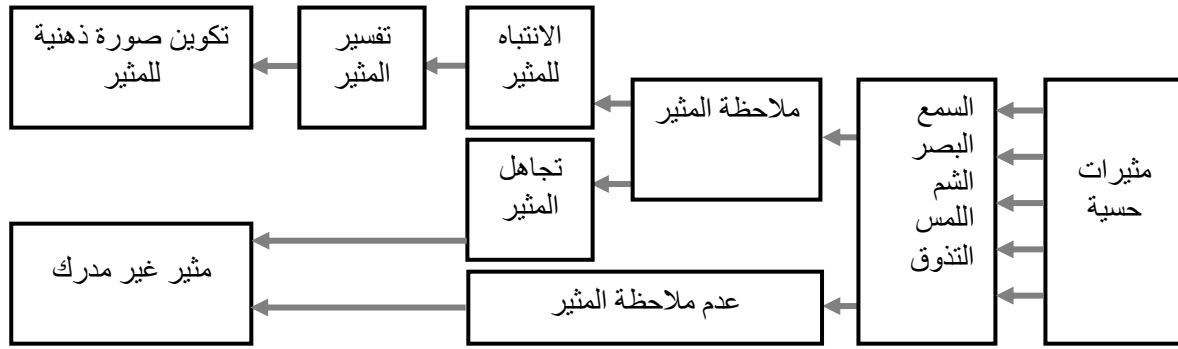 مثيرات
حسية
السمع
البصر
الشم
اللمس
التذوق
ملاحظة المثير
الانتباه
للمثير
تفسير
المثير
تكوين صورة ذهنية
للمثير
تجاهل
المثير
عدم ملاحظة المثير
مثير غير مدرك